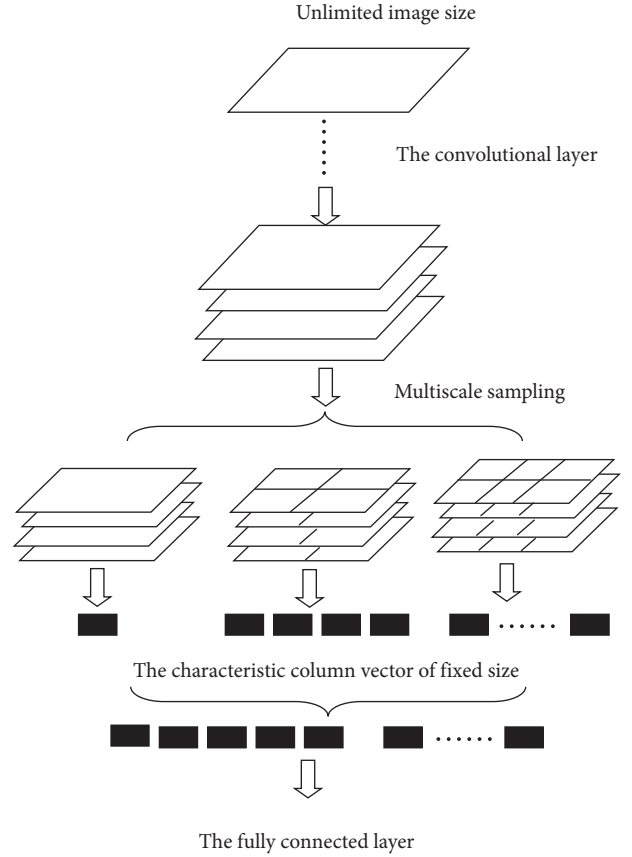 Unlimited image size
The convolutional layer
Multiscale sampling
The characteristic column vector of fixed size
The fully connected layer